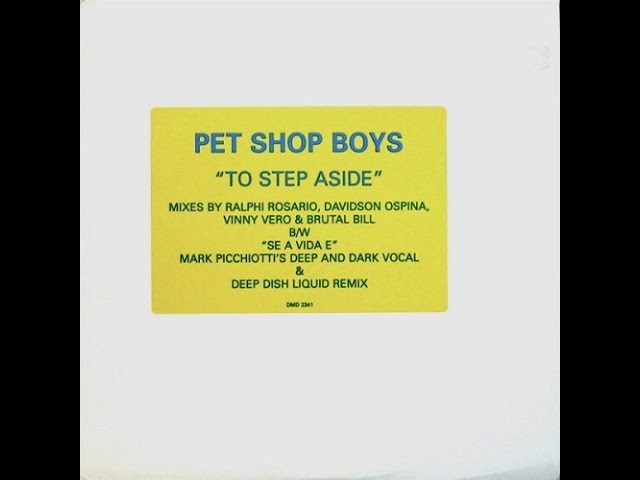 PET SHOP BOYS
"TO STEP ASIDE"
MIXES BY RALPHI ROSARIO, DAVIDSON OSPINA,
VINNY VERO & BRUTAL BILL
B/W
"SE A VIDA E"
MARK PICCHIOTTI'S DEEP AND DARK VOCAL
&
DEEP DISH LIQUID REMIX
DMD 2341